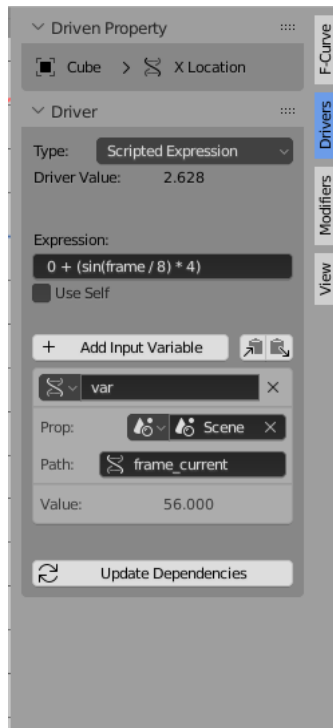 Driven Property
Cube > X Location
Driver
Type: Scripted Expression
Driver Value: 2.628
Expression:
0 + (sin(frame / 8) * 4)
Use Self
+ Add Input Variable
var
Prop: Scene
Path: frame_current
Value: 56.000
Update Dependencies
F-Curve
Drivers
Modifiers
View